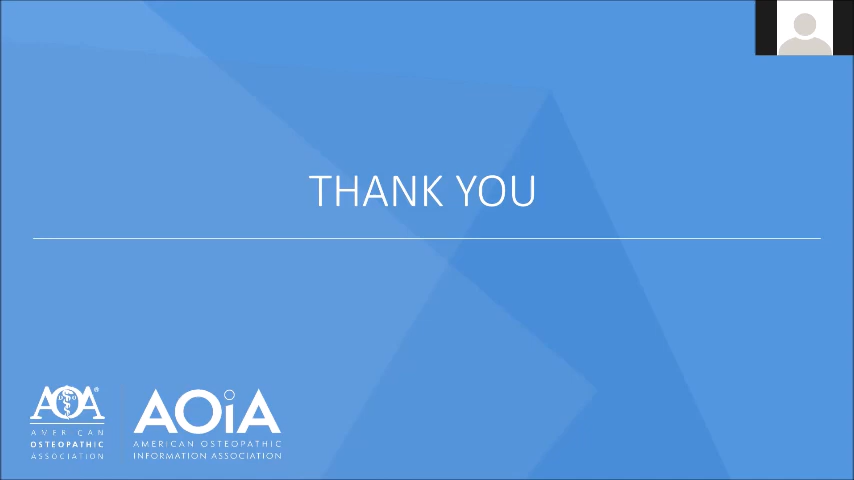 THANK YOU
AOA®
AMERICAN
OSTEOPATHIC
ASSOCIATION
AOiA
AMERICAN OSTEOPATHIC
INFORMATION ASSOCIATION